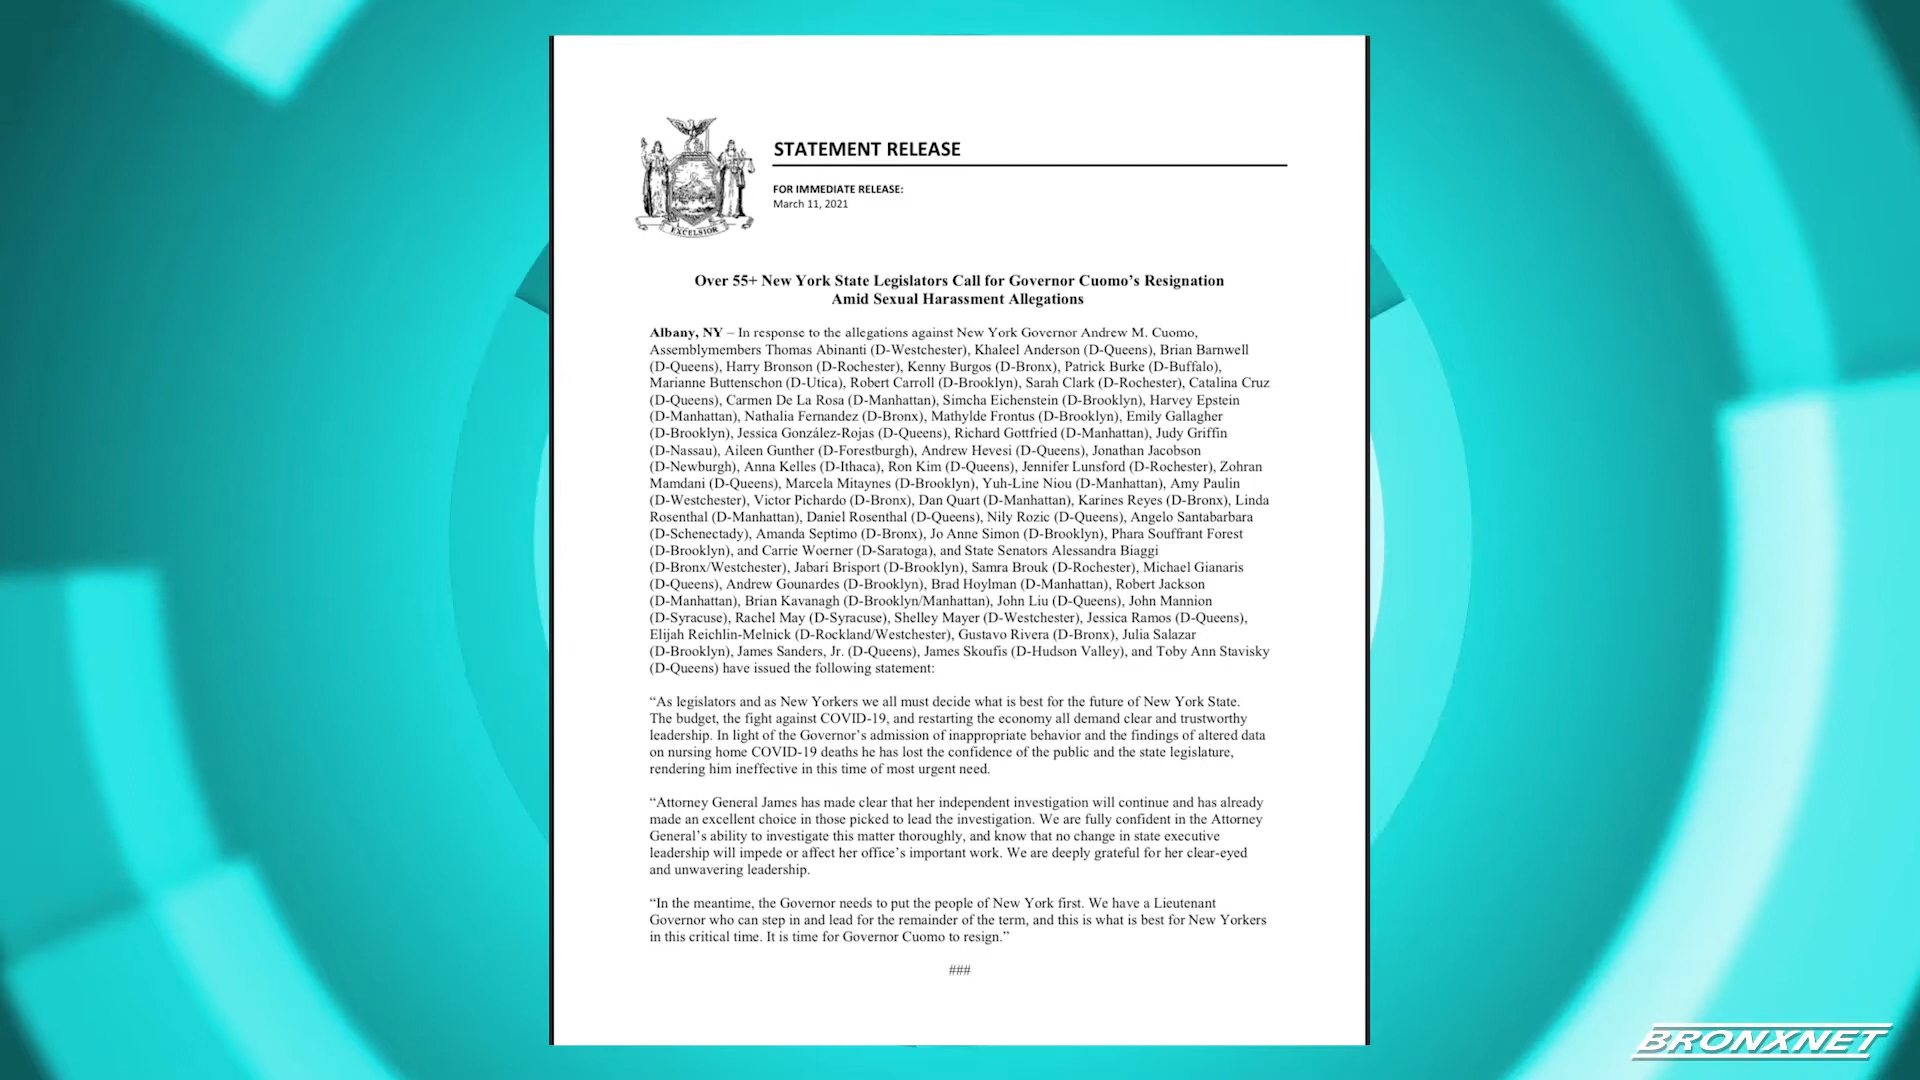 EXCELSIOR
STATEMENT RELEASE
FOR IMMEDIATE RELEASE:
March 11, 2021
Over 55+ New York State Legislators Call for Governor Cuomo’s Resignation
Amid Sexual Harassment Allegations
Albany, NY – In response to the allegations against New York Governor Andrew M. Cuomo,
Assemblymembers Thomas Abinanti (D-Westchester), Khaleel Anderson (D-Queens), Brian Barnwell
(D-Queens), Harry Bronson (D-Rochester), Kenny Burgos (D-Bronx), Patrick Burke (D-Buffalo),
Marianne Buttenschon (D-Utica), Robert Carroll (D-Brooklyn), Sarah Clark (D-Rochester), Catalina Cruz
(D-Queens), Carmen De La Rosa (D-Manhattan), Simcha Eichenstein (D-Brooklyn), Harvey Epstein
(D-Manhattan), Nathalia Fernandez (D-Bronx), Mathylde Frontus (D-Brooklyn), Emily Gallagher
(D-Brooklyn), Jessica González-Rojas (D-Queens), Richard Gottfried (D-Manhattan), Judy Griffin
(D-Nassau), Aileen Gunther (D-Forestburgh), Andrew Hevesi (D-Queens), Jonathan Jacobson
(D-Newburgh), Anna Kelles (D-Ithaca), Ron Kim (D-Queens), Jennifer Lunsford (D-Rochester), Zohran
Mamdani (D-Queens), Marcela Mitaynes (D-Brooklyn), Yuh-Line Niou (D-Manhattan), Amy Paulin
(D-Westchester), Victor Pichardo (D-Bronx), Dan Quart (D-Manhattan), Karines Reyes (D-Bronx), Linda
Rosenthal (D-Manhattan), Daniel Rosenthal (D-Queens), Nily Rozic (D-Queens), Angelo Santabarbara
(D-Schenectady), Amanda Septimo (D-Bronx), Jo Anne Simon (D-Brooklyn), Phara Souffrant Forest
(D-Brooklyn), and Carrie Woerner (D-Saratoga), and State Senators Alessandra Biaggi
(D-Bronx/Westchester), Jabari Brisport (D-Brooklyn), Samra Brouk (D-Rochester), Michael Gianaris
(D-Queens), Andrew Gounardes (D-Brooklyn), Brad Hoylman (D-Manhattan), Robert Jackson
(D-Manhattan), Brian Kavanagh (D-Brooklyn/Manhattan), John Liu (D-Queens), John Mannion
(D-Syracuse), Rachel May (D-Syracuse), Shelley Mayer (D-Westchester), Jessica Ramos (D-Queens),
Elijah Reichlin-Melnick (D-Rockland/Westchester), Gustavo Rivera (D-Bronx), Julia Salazar
(D-Brooklyn), James Sanders, Jr. (D-Queens), James Skoufis (D-Hudson Valley), and Toby Ann Stavisky
(D-Queens) have issued the following statement:
“As legislators and as New Yorkers we all must decide what is best for the future of New York State.
The budget, the fight against COVID-19, and restarting the economy all demand clear and trustworthy
leadership. In light of the Governor’s admission of inappropriate behavior and the findings of altered data
on nursing home COVID-19 deaths he has lost the confidence of the public and the state legislature,
rendering him ineffective in this time of most urgent need.
“Attorney General James has made clear that her independent investigation will continue and has already
made an excellent choice in those picked to lead the investigation. We are fully confident in the Attorney
General’s ability to investigate this matter thoroughly, and know that no change in state executive
leadership will impede or affect her office’s important work. We are deeply grateful for her clear-eyed
and unwavering leadership.
“In the meantime, the Governor needs to put the people of New York first. We have a Lieutenant
Governor who can step in and lead for the remainder of the term, and this is what is best for New Yorkers
in this critical time. It is time for Governor Cuomo to resign.”
###
BRONXNET